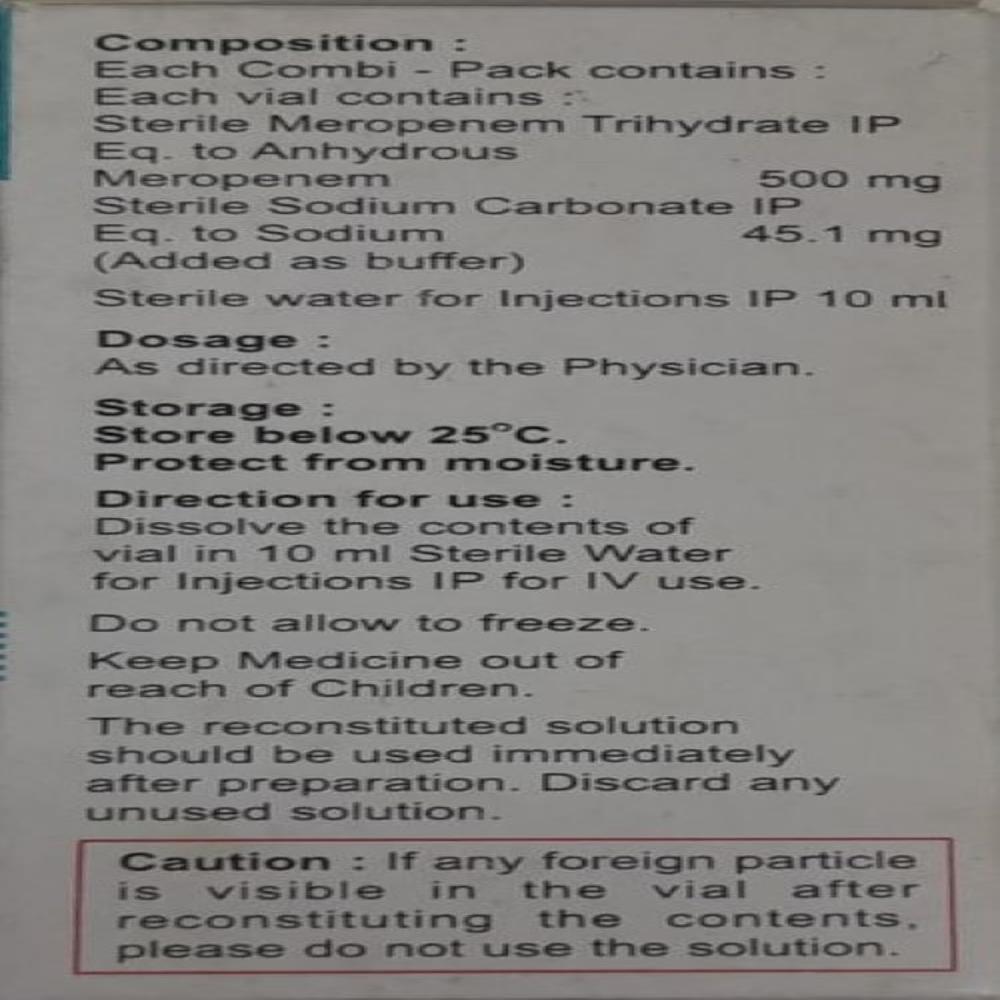 Composition :
Each Combi - Pack contains :
Each vial contains :
Sterile Meropenem Trihydrate IP
Eq. to Anhydrous
Meropenem 500 mg
Sterile Sodium Carbonate IP
Eq. to Sodium 45.1 mg
(Added as buffer)
Sterile water for Injections IP 10 ml
Dosage :
As directed by the Physician.
Storage :
Store below 25°C.
Protect from moisture.
Direction for use :
Dissolve the contents of
vial in 10 ml Sterile Water
for Injections IP for IV use.
Do not allow to freeze.
Keep Medicine out of
reach of Children.
The reconstituted solution
should be used immediately
after preparation. Discard any
unused solution.
Caution : If any foreign particle
is visible in the vial after
reconstituting the contents,
please do not use the solution.